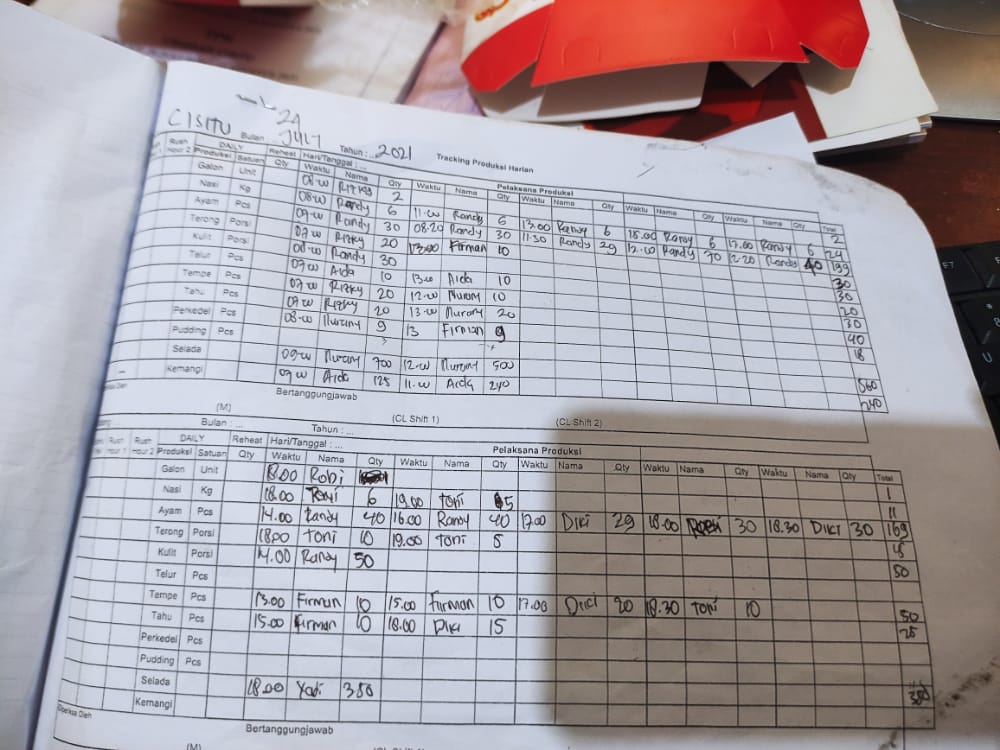 24
CISITU Bulan JULI Tahun : ... 2021 Tracking Produksi Harian
Rush Hour 2 DAILY Reheat Hari/Tanggal : ... Pelaksana Produksi
Produksi Satuan Qty Waktu Nama Qty Waktu Nama Qty Waktu Nama Qty Waktu Nama Qty Waktu Nama Qty Total
Galon Unit 08.00 Rizky 2 2
Nasi Kg 08.00 Randy 6 11.00 Randy 6 13.00 Randy 6 18.00 Randy 6 17.00 Randy 6 24
Ayam Pcs 09.00 Randy 30 08.20 Randy 30 11.30 Randy 29 12.00 Randy 70 12.20 Randy 40 199
Terong Porsi 07.00 Rizky 20 13.00 Firman 10 30
Kulit Porsi 08.00 Randy 30 30
Telur Pcs 07.00 Aida 10 13.00 Aida 10 20
Tempe Pcs 07.00 Rizky 20 12.00 Nurany 10 30
Tahu Pcs 07.00 Rizky 20 13.00 Nurany 20 40
Perkedel Pcs 08.00 Nurany 9 13 Firman 9 18
Pudding Pcs
Selada 09.00 Nurany 700 12.00 Nurany 500 560
Kemangi 09.00 Aida 125 11.00 Aida 240 240
Oleh Bertanggungjawab
(M) (CL Shift 1) (CL Shift 2)
Bulan : ... Tahun : ...
Rush Hour 1 Rush Hour 2 DAILY Reheat Hari/Tanggal : ... Pelaksana Produksi
Produksi Satuan Qty Waktu Nama Qty Waktu Nama Qty Waktu Nama Qty Waktu Nama Qty Waktu Nama Qty Total
Galon Unit 18.00 Robi 1
Nasi Kg 18.00 Toni 6 19.00 toni 5 11
Ayam Pcs 14.00 Randy 40 16.00 Randy 40 17.00 Diki 29 18.00 Robi 30 18.30 Diki 30 169
Terong Porsi 18.00 toni 10 19.00 toni 5 15
Kulit Porsi 14.00 Randy 50 50
Telur Pcs
Tempe Pcs 13.00 Firman 10 15.00 Firman 10 17.00 Diki 20 18.30 toni 10 50
Tahu Pcs 15.00 Firman 10 18.00 Diki 15 25
Perkedel Pcs
Pudding Pcs
Selada 18.00 Yadi 350 350
Kemangi
Diperiksa Oleh Bertanggungjawab
(M) (CL Shift 1)